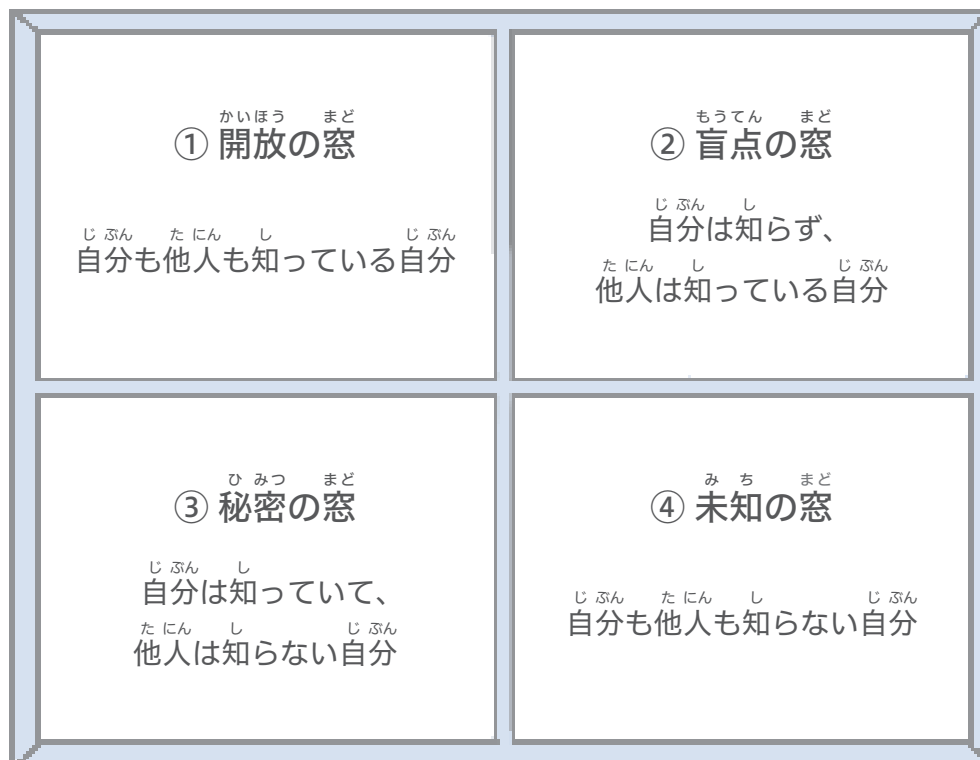 かいほう まど
① 開放の窓
じ ぶん た にん し じ ぶん
自分も他人も知っている自分
もうてん まど
② 盲点の窓
じ ぶん し
自分は知らず、
た にん し じ ぶん
他人は知っている自分
ひ みつ まど
③ 秘密の窓
じ ぶん し
自分は知っていて、
た にん し じ ぶん
他人は知らない自分
み ち まど
④ 未知の窓
じ ぶん た にん し じ ぶん
自分も他人も知らない自分